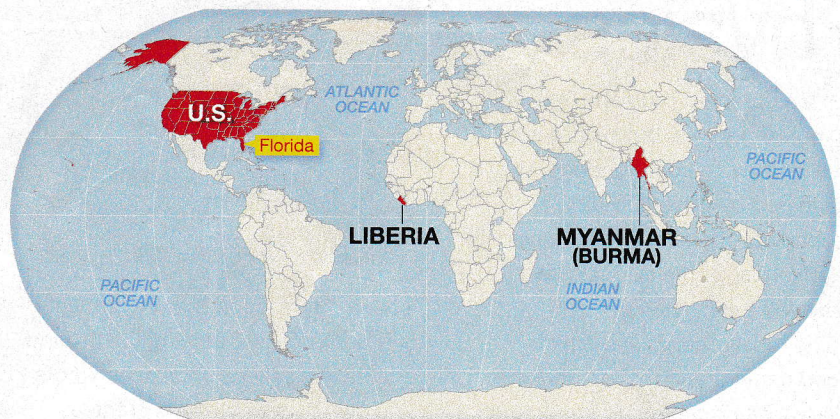 ATLANTIC
OCEAN
U.S.
Florida
PACIFIC
OCEAN
LIBERIA
MYANMAR
(BURMA)
PACIFIC
OCEAN
INDIAN
OCEAN